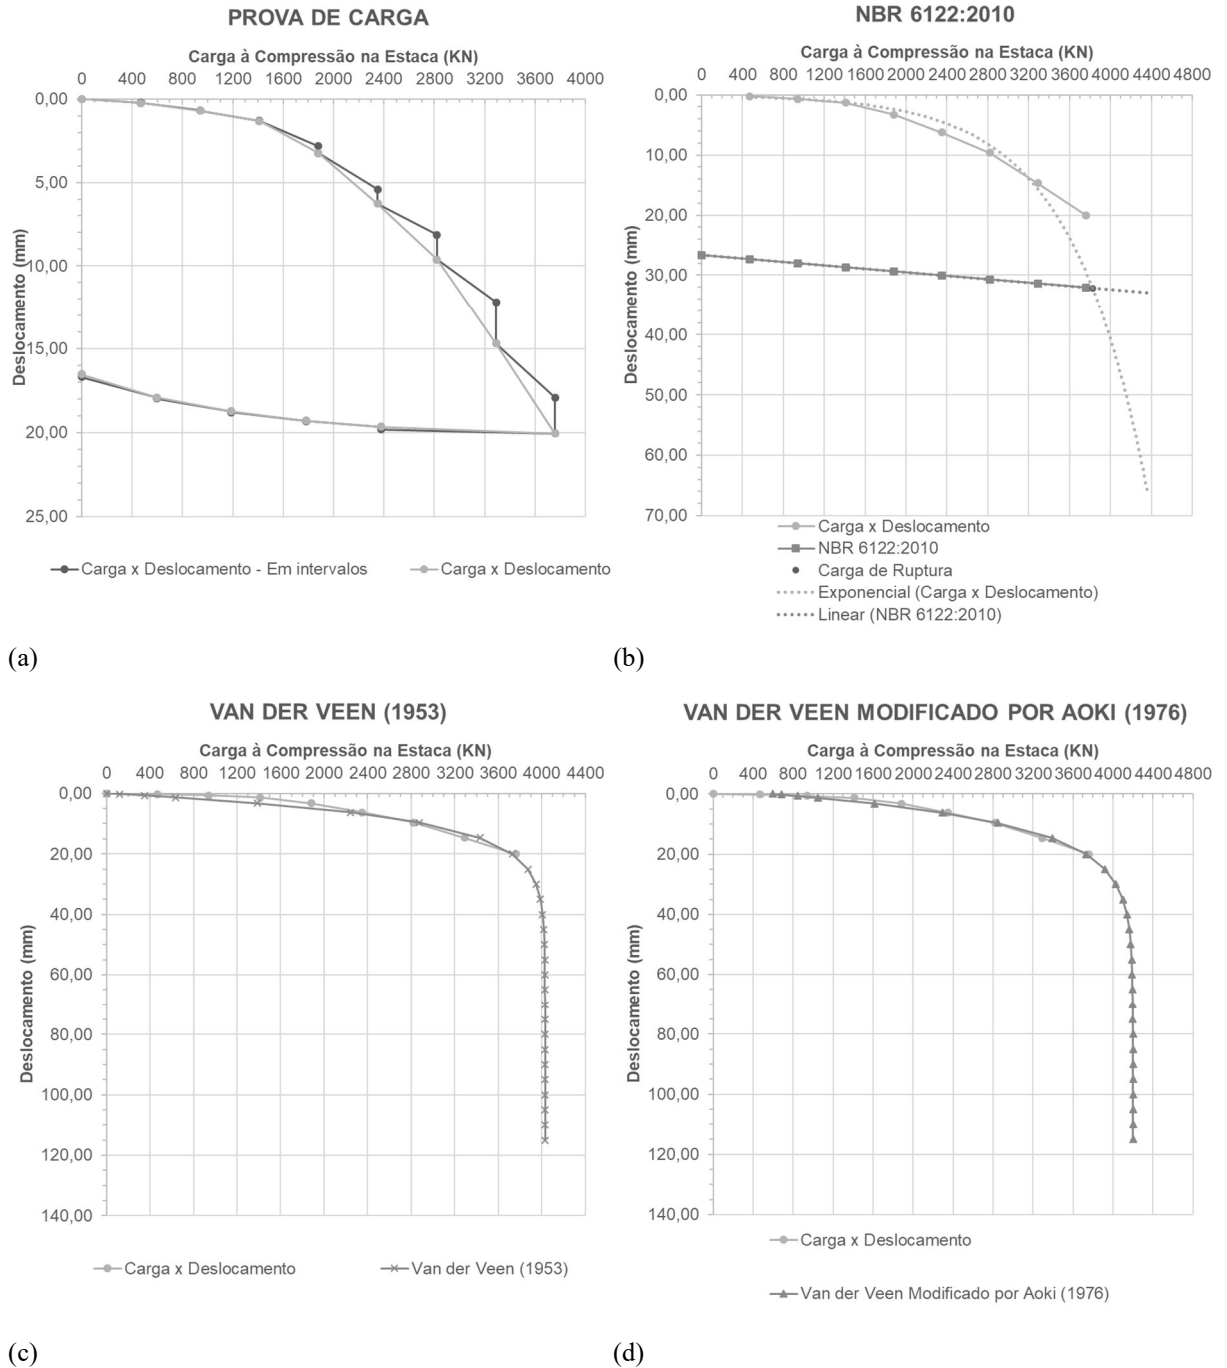 PROVA DE CARGA
Carga à Compressão na Estaca (KN)
0 400 800 1200 1600 2000 2400 2800 3200 3600 4000
0,00
5,00
10,00
15,00
20,00
25,00
Deslocamento (mm)
Carga x Deslocamento - Em intervalos
Carga x Deslocamento
(a)
NBR 6122:2010
Carga à Compressão na Estaca (KN)
0 400 800 1200 1600 2000 2400 2800 3200 3600 4000 4400 4800
0,00
10,00
20,00
30,00
40,00
50,00
60,00
70,00
Deslocamento (mm)
Carga x Deslocamento
NBR 6122:2010
Carga de Ruptura
Exponencial (Carga x Deslocamento)
Linear (NBR 6122:2010)
(b)
VAN DER VEEN (1953)
Carga à Compressão na Estaca (KN)
0 400 800 1200 1600 2000 2400 2800 3200 3600 4000 4400
0,00
20,00
40,00
60,00
80,00
100,00
120,00
140,00
Deslocamento (mm)
Carga x Deslocamento
Van der Veen (1953)
(c)
VAN DER VEEN MODIFICADO POR AOKI (1976)
Carga à Compressão na Estaca (KN)
0 400 800 1200 1600 2000 2400 2800 3200 3600 4000 4400 4800
0,00
20,00
40,00
60,00
80,00
100,00
120,00
140,00
Deslocamento (mm)
Carga x Deslocamento
Van der Veen Modificado por Aoki (1976)
(d)